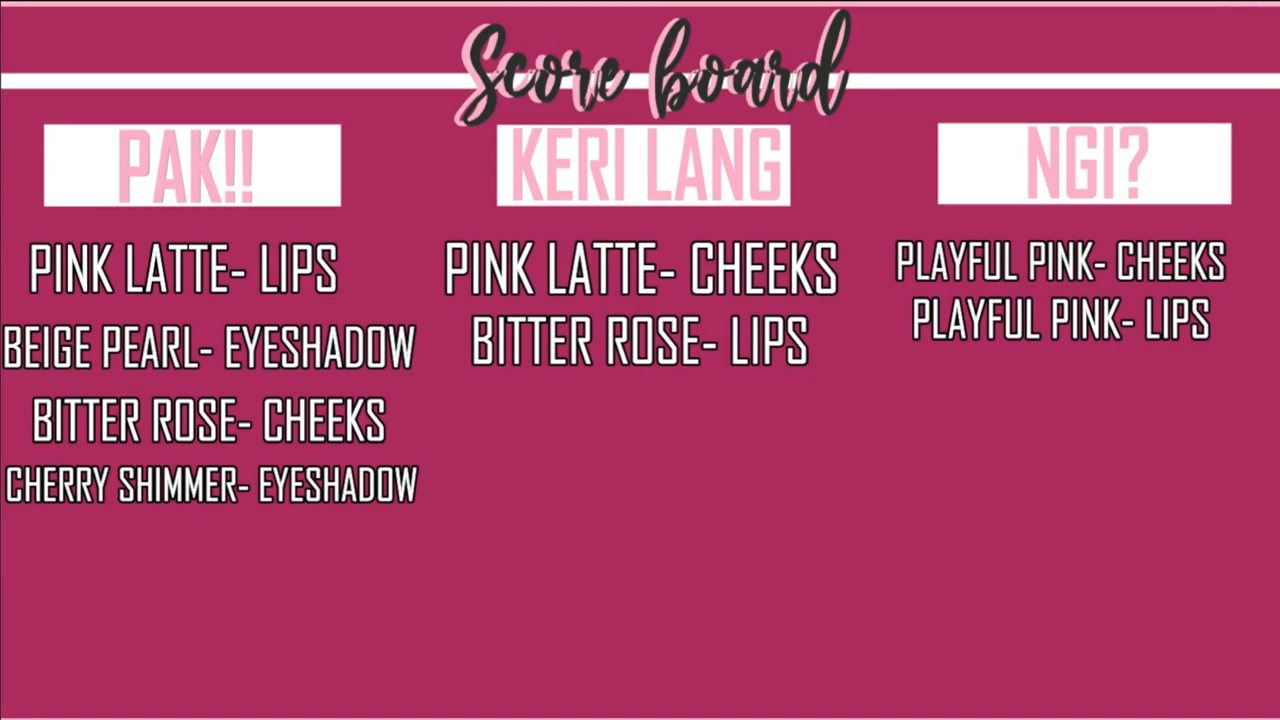 Score board
PAK!!
PINK LATTE- LIPS
BEIGE PEARL- EYESHADOW
BITTER ROSE- CHEEKS
CHERRY SHIMMER- EYESHADOW
KERI LANG
PINK LATTE- CHEEKS
BITTER ROSE- LIPS
NGI?
PLAYFUL PINK- CHEEKS
PLAYFUL PINK- LIPS